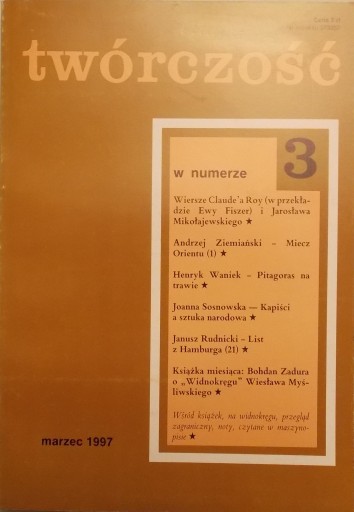 twórczość
w numerze
3
Wiersze Claude'a Roy (w przekła-
dzie Ewy Fiszer) i Jarosława
Mikołajewskiego ★
Andrzej Ziemiański – Miecz
Orientu (1) ★
Henryk Waniek – Pitagoras na
trawie ★
Joanna Sosnowska — Kapiści
a sztuka narodowa ★
Janusz Rudnicki – List
z Hamburga (21) ★
Książka miesiąca: Bohdan Zadura
o „Widnokręgu" Wiesława Myś-
liwskiego ★
Wśród książek, na widnokręgu, przegląd
zagraniczny, noty, czytane w maszyno-
pisie ★
marzec 1997